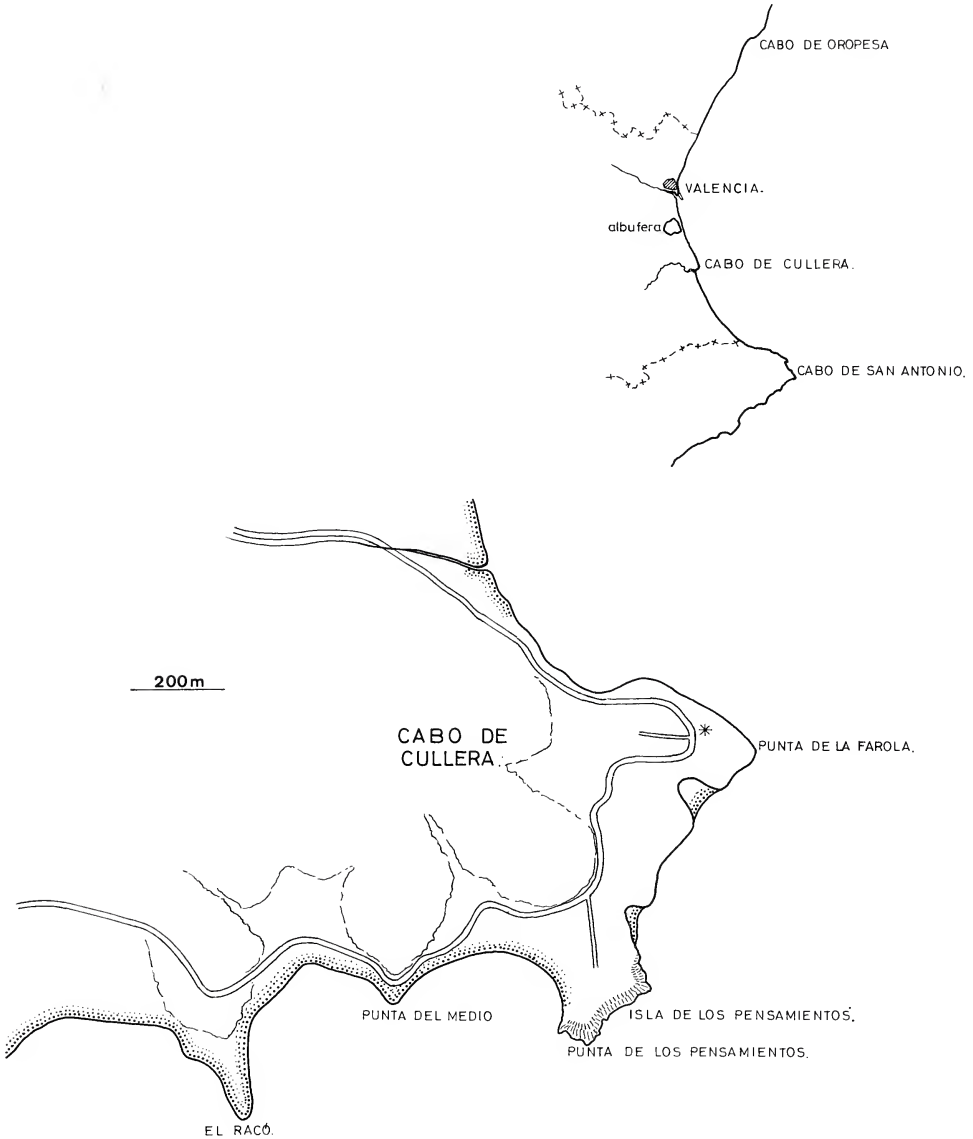 CABO DE OROPESA
VALENCIA.
albufera
CABO DE CULLERA.
CABO DE SAN ANTONIO.
200m
CABO DE
CULLERA.
PUNTA DE LA FAROLA.
PUNTA DEL MEDIO
ISLA DE LOS PENSAMIENTOS.
PUNTA DE LOS PENSAMIENTOS.
EL RACÓ.